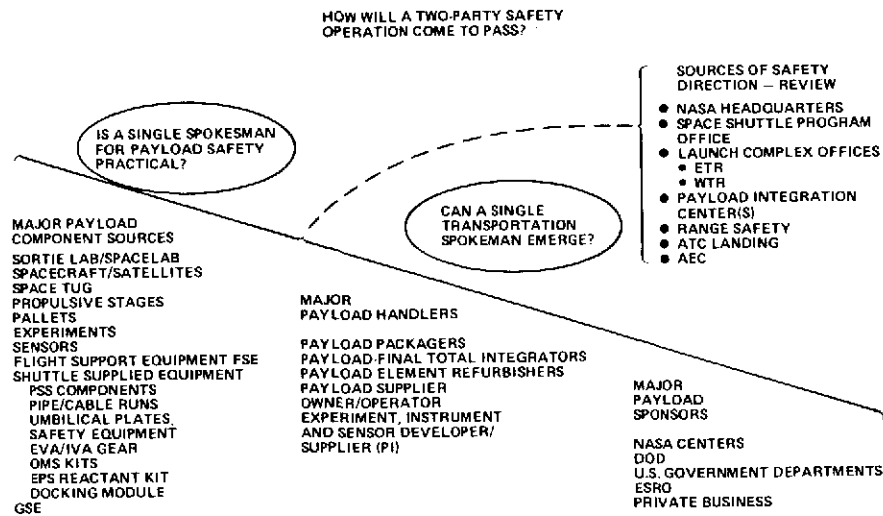 HOW WILL A TWO-PARTY SAFETY
OPERATION COME TO PASS?
IS A SINGLE SPOKESMAN
FOR PAYLOAD SAFETY
PRACTICAL?
SOURCES OF SAFETY
DIRECTION — REVIEW
● NASA HEADQUARTERS
● SPACE SHUTTLE PROGRAM
OFFICE
● LAUNCH COMPLEX OFFICES
● ETR
● WTR
● PAYLOAD INTEGRATION
CENTER(S)
● RANGE SAFETY
● ATC LANDING
● AEC
CAN A SINGLE
TRANSPORTATION
SPOKEMAN EMERGE?
MAJOR PAYLOAD
COMPONENT SOURCES
SORTIE LAB/SPACELAB
SPACECRAFT/SATELLITES
SPACE TUG
PROPULSIVE STAGES
PALLETS
EXPERIMENTS
SENSORS
FLIGHT SUPPORT EQUIPMENT FSE
SHUTTLE SUPPLIED EQUIPMENT
PSS COMPONENTS
PIPE/CABLE RUNS
UMBILICAL PLATES,
SAFETY EQUIPMENT
EVA/IVA GEAR
OMS KITS
EPS REACTANT KIT
DOCKING MODULE
GSE
MAJOR
PAYLOAD HANDLERS
PAYLOAD PACKAGERS
PAYLOAD-FINAL TOTAL INTEGRATORS
PAYLOAD ELEMENT REFURBISHERS
PAYLOAD SUPPLIER
OWNER/OPERATOR
EXPERIMENT, INSTRUMENT
AND SENSOR DEVELOPER/
SUPPLIER (PI)
MAJOR
PAYLOAD
SPONSORS
NASA CENTERS
DOD
U.S. GOVERNMENT DEPARTMENTS
ESRO
PRIVATE BUSINESS